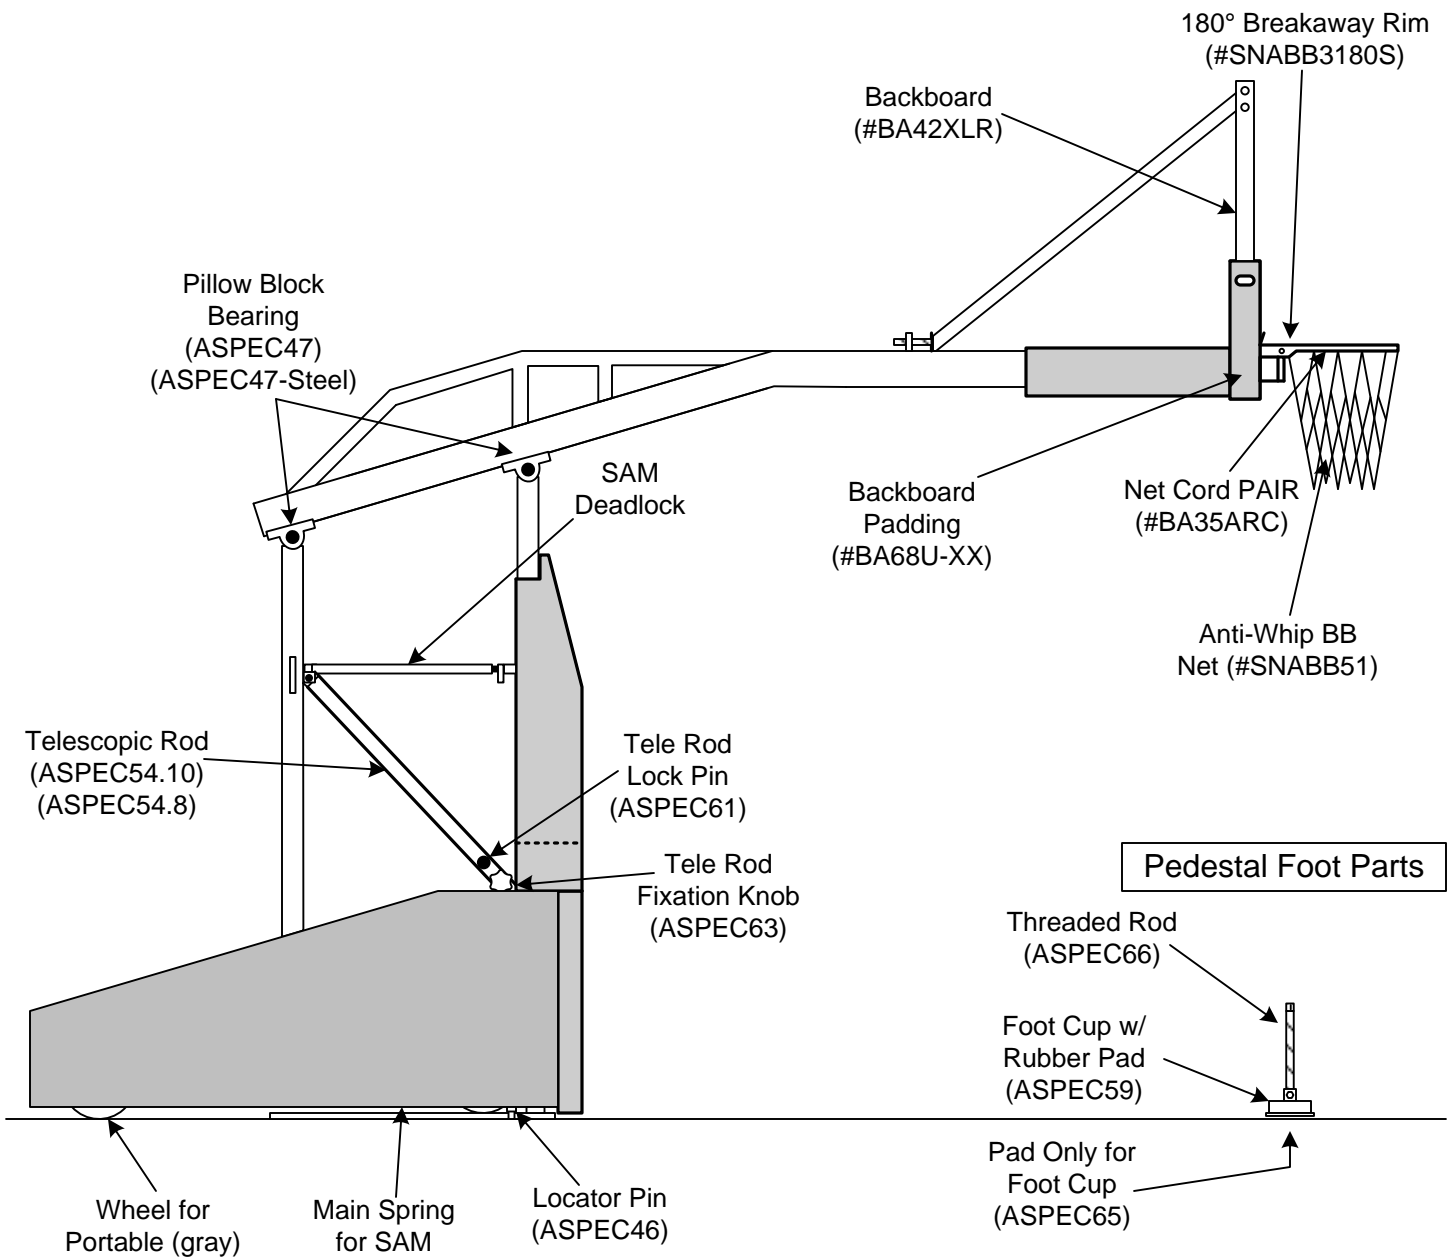 180° Breakaway Rim
(#SNABB3180S)
Backboard
(#BA42XLR)
Pillow Block
Bearing
(ASPEC47)
(ASPEC47-Steel)
SAM
Deadlock
Backboard
Padding
(#BA68U-XX)
Net Cord PAIR
(#BA35ARC)
Anti-Whip BB
Net (#SNABB51)
Telescopic Rod
(ASPEC54.10)
(ASPEC54.8)
Tele Rod
Lock Pin
(ASPEC61)
Tele Rod
Fixation Knob
(ASPEC63)
Pedestal Foot Parts
Threaded Rod
(ASPEC66)
Foot Cup w/
Rubber Pad
(ASPEC59)
Pad Only for
Foot Cup
(ASPEC65)
Wheel for
Portable (gray)
Main Spring
for SAM
Locator Pin
(ASPEC46)